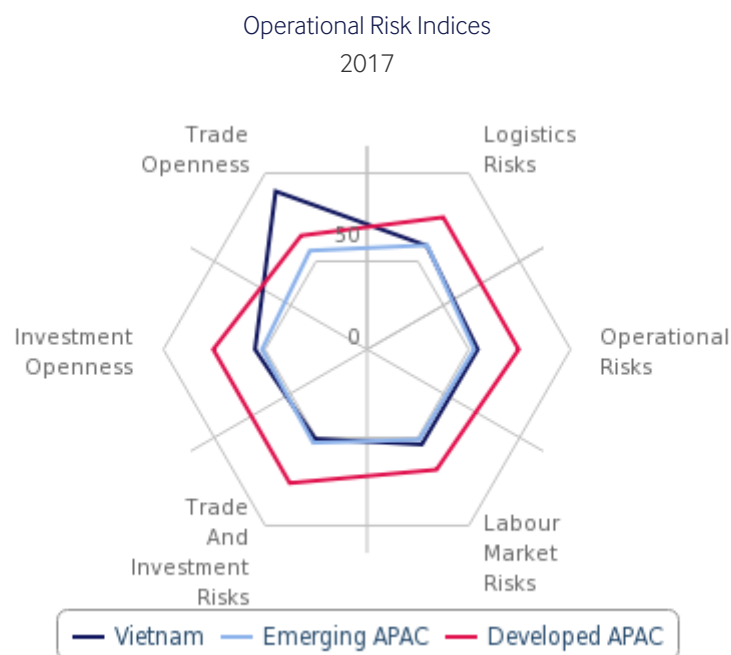 Operational Risk Indices
2017
Trade
Openness
Logistics
Risks
50
Investment
Openness
0
Operational
Risks
Trade
And
Investment
Risks
Labour
Market
Risks
Vietnam
Emerging APAC
Developed APAC